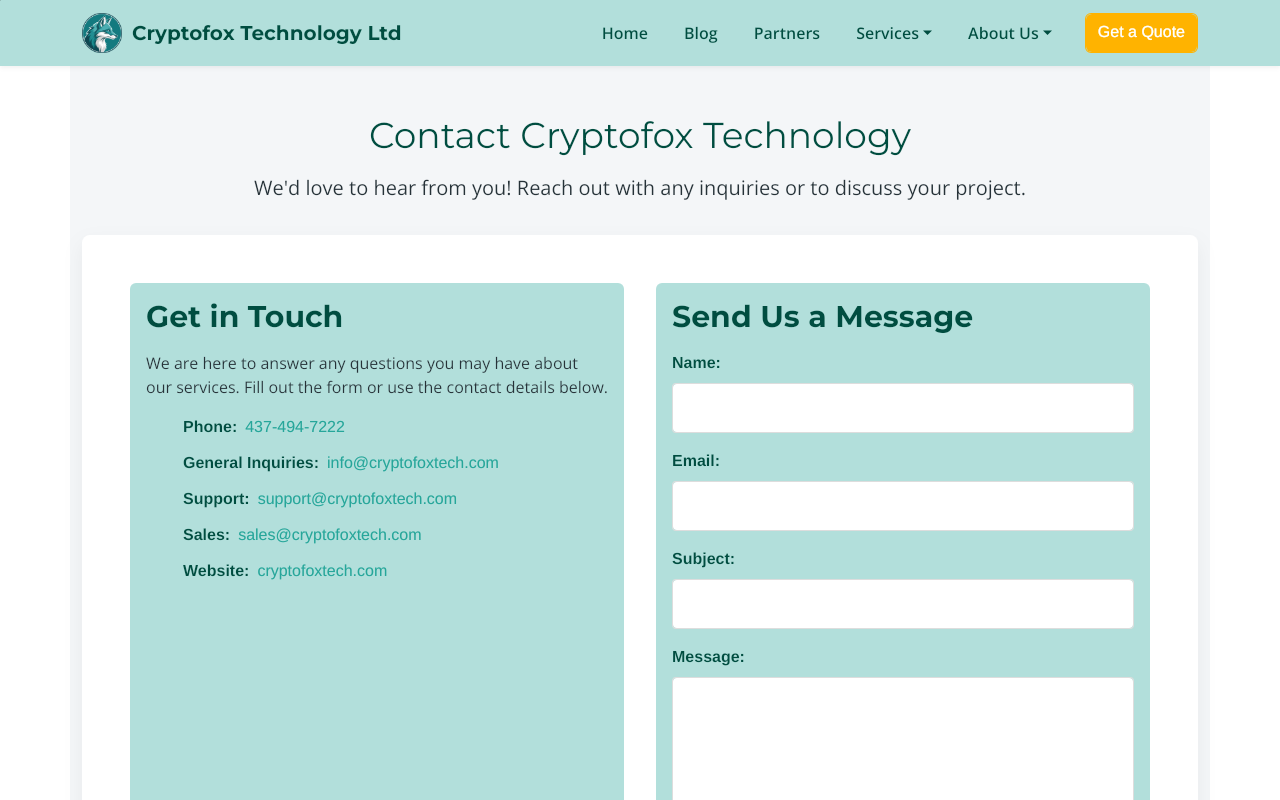 Cryptofox Technology Ltd
Home
Blog
Partners
Services
About Us
Get a Quote
Contact Cryptofox Technology
We'd love to hear from you! Reach out with any inquiries or to discuss your project.
Get in Touch
We are here to answer any questions you may have about
our services. Fill out the form or use the contact details below.
Phone: 437-494-7222
General Inquiries: info@cryptofoxtech.com
Support: support@cryptofoxtech.com
Sales: sales@cryptofoxtech.com
Website: cryptofoxtech.com
Send Us a Message
Name:
Email:
Subject:
Message: